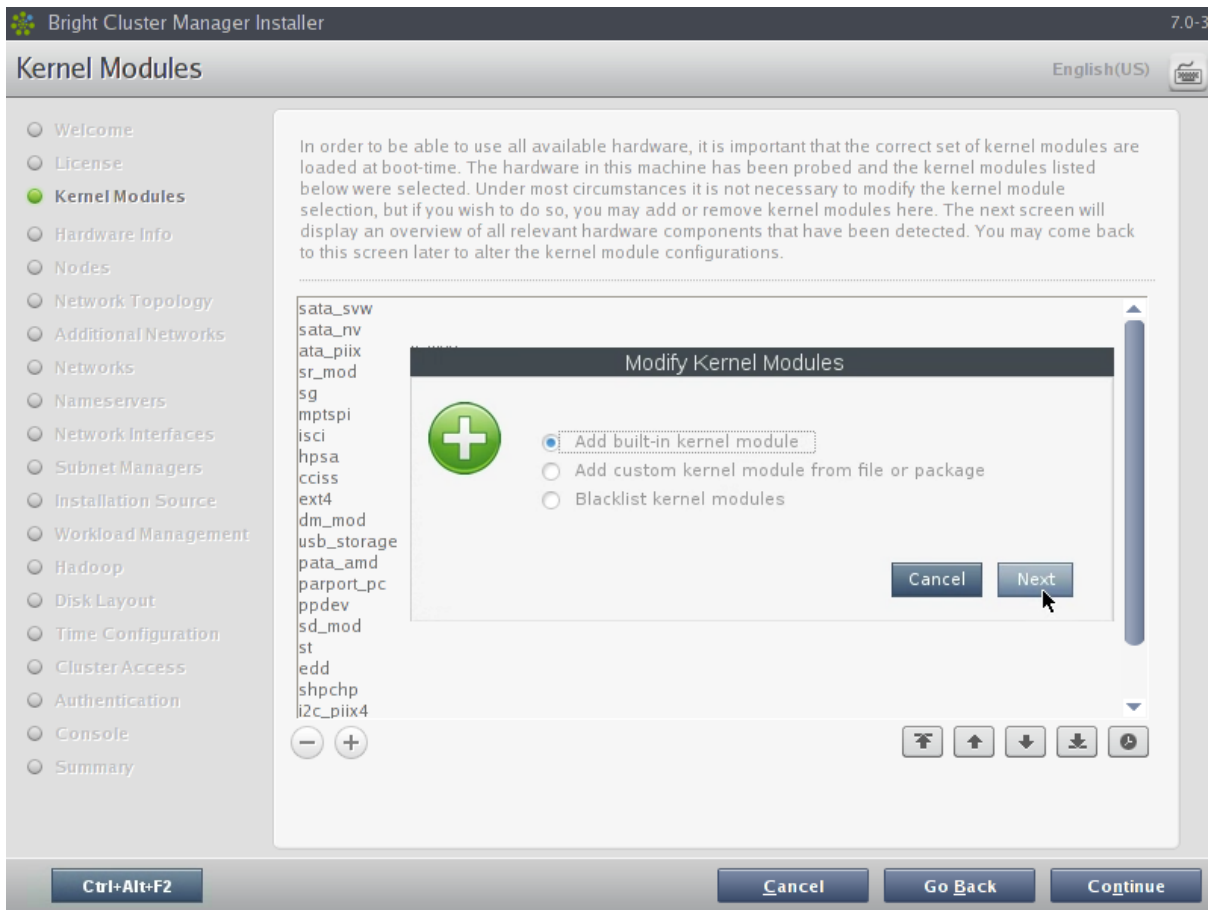 Bright Cluster Manager Installer
7.0-3
Kernel Modules
English(US)
Welcome
License
Kernel Modules
Hardware Info
Nodes
Network Topology
Additional Networks
Networks
Nameservers
Network Interfaces
Subnet Managers
Installation Source
Workload Management
Hadoop
Disk Layout
Time Configuration
Cluster Access
Authentication
Console
Summary
In order to be able to use all available hardware, it is important that the correct set of kernel modules are
loaded at boot-time. The hardware in this machine has been probed and the kernel modules listed
below were selected. Under most circumstances it is not necessary to modify the kernel module
selection, but if you wish to do so, you may add or remove kernel modules here. The next screen will
display an overview of all relevant hardware components that have been detected. You may come back
to this screen later to alter the kernel module configurations.
sata_svw
sata_nv
ata_piix
sr_mod
sg
mptspi
isci
hpsa
cciss
ext4
dm_mod
usb_storage
pata_amd
parport_pc
ppdev
sd_mod
st
edd
shpchp
i2c_piix4
Modify Kernel Modules
Add built-in kernel module
Add custom kernel module from file or package
Blacklist kernel modules
Cancel
Next
Ctrl+Alt+F2
Cancel
Go Back
Continue